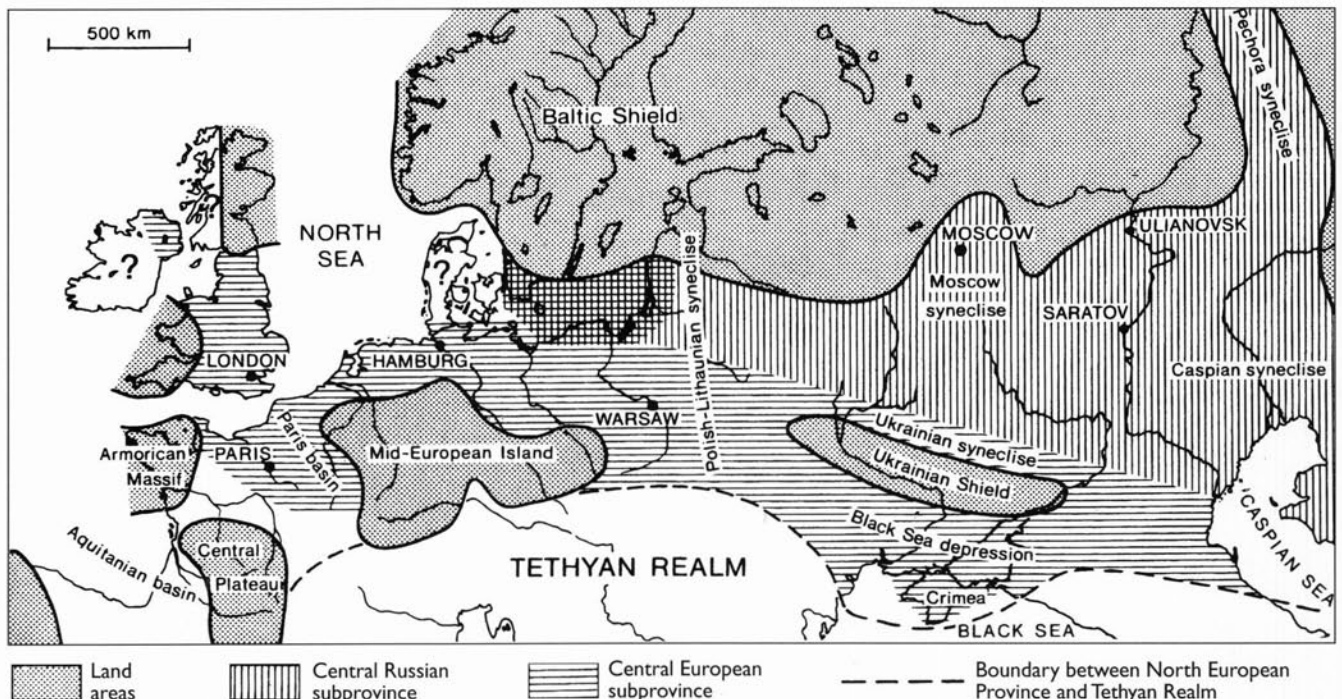 500 km
Pechora syneclise
Baltic Shield
NORTH
SEA
?
?
MOSCOW
ULIANOVSK
Moscow
syneclise
SARATOV
Caspian syneclise
Polish-Lithaunian syneclise
LONDON
HAMBURG
WARSAW
Paris basin
Mid-European Island
Armorican
Massif
PARIS
Ukrainian syneclise
Ukrainian Shield
Black Sea depression
CASPIAN SEA
Aquitanian basin
Central
Plateau
TETHYAN REALM
Crimea
BLACK SEA
Land
areas
Central Russian
subprovince
Central European
subprovince
Boundary between North European
Province and Tethyan Realm